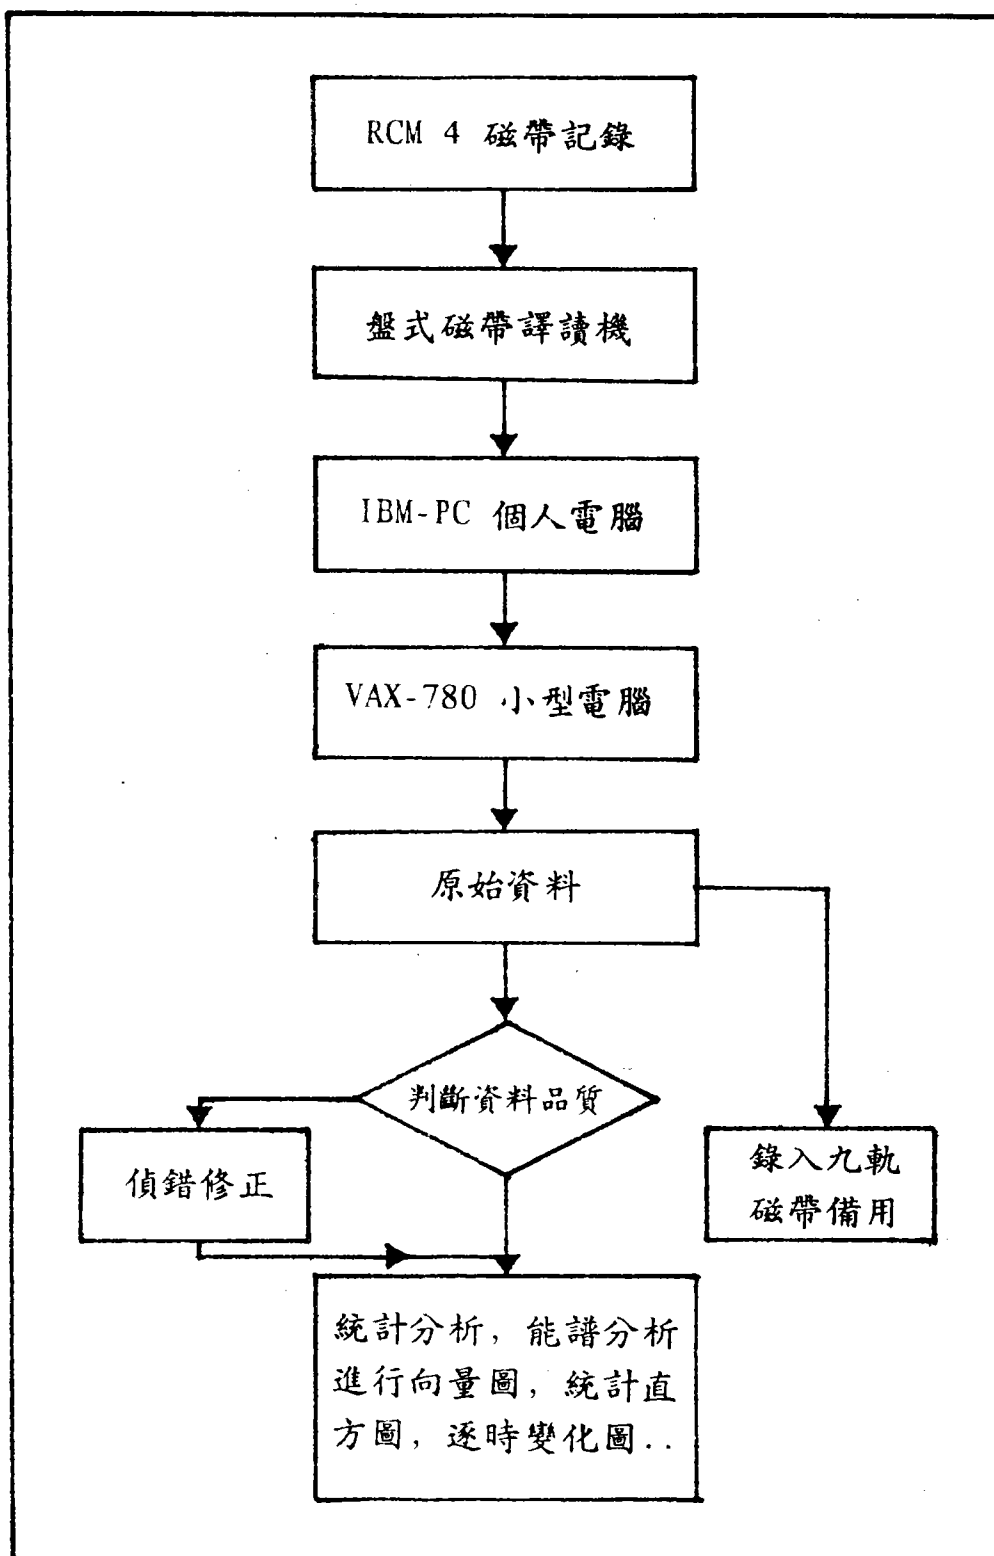 RCM 4 磁帶記錄
盤式磁帶譯讀機
IBM-PC 個人電腦
VAX-780 小型電腦
原始資料
判斷資料品質
偵錯修正
錄入九軌
磁帶備用
統計分析，能譜分析
進行向量圖，統計直
方圖，逐時變化圖..